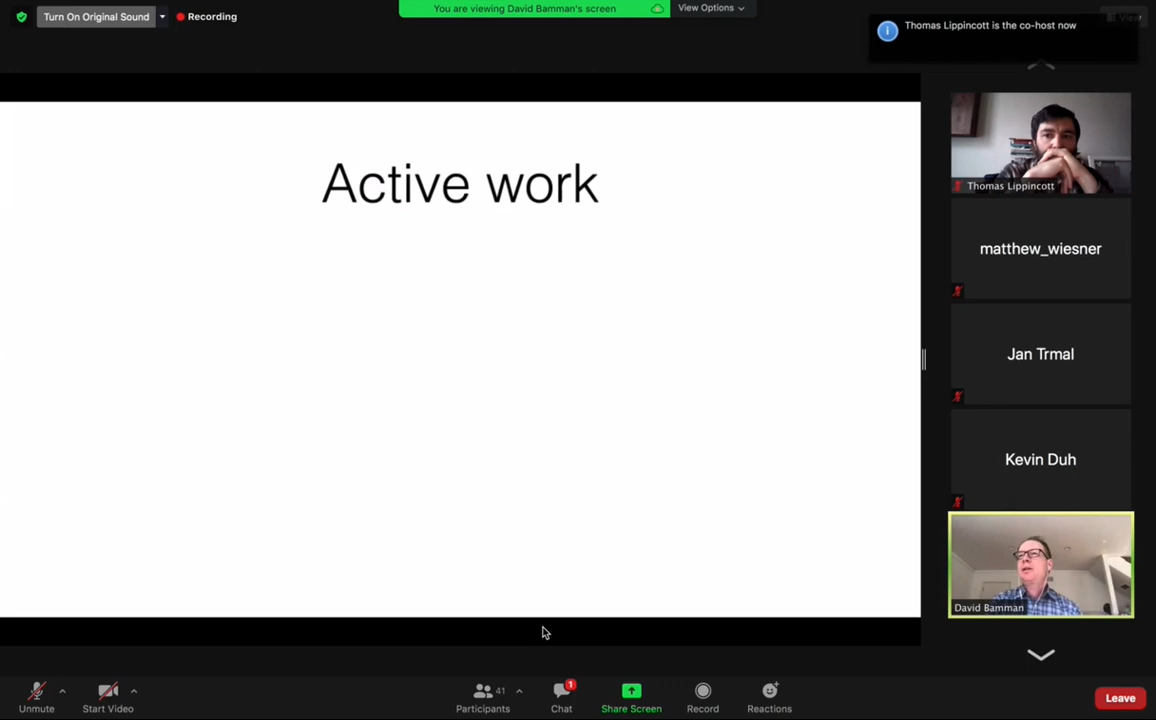 Turn On Original Sound
Recording
You are viewing David Bamman's screen
View Options
Thomas Lippincott is the co-host now
View
Active work
Thomas Lippincott
matthew_wiesner
Jan Trmal
Kevin Duh
David Bamman
Unmute
Start Video
41
Participants
1
Chat
Share Screen
Record
Reactions
Leave